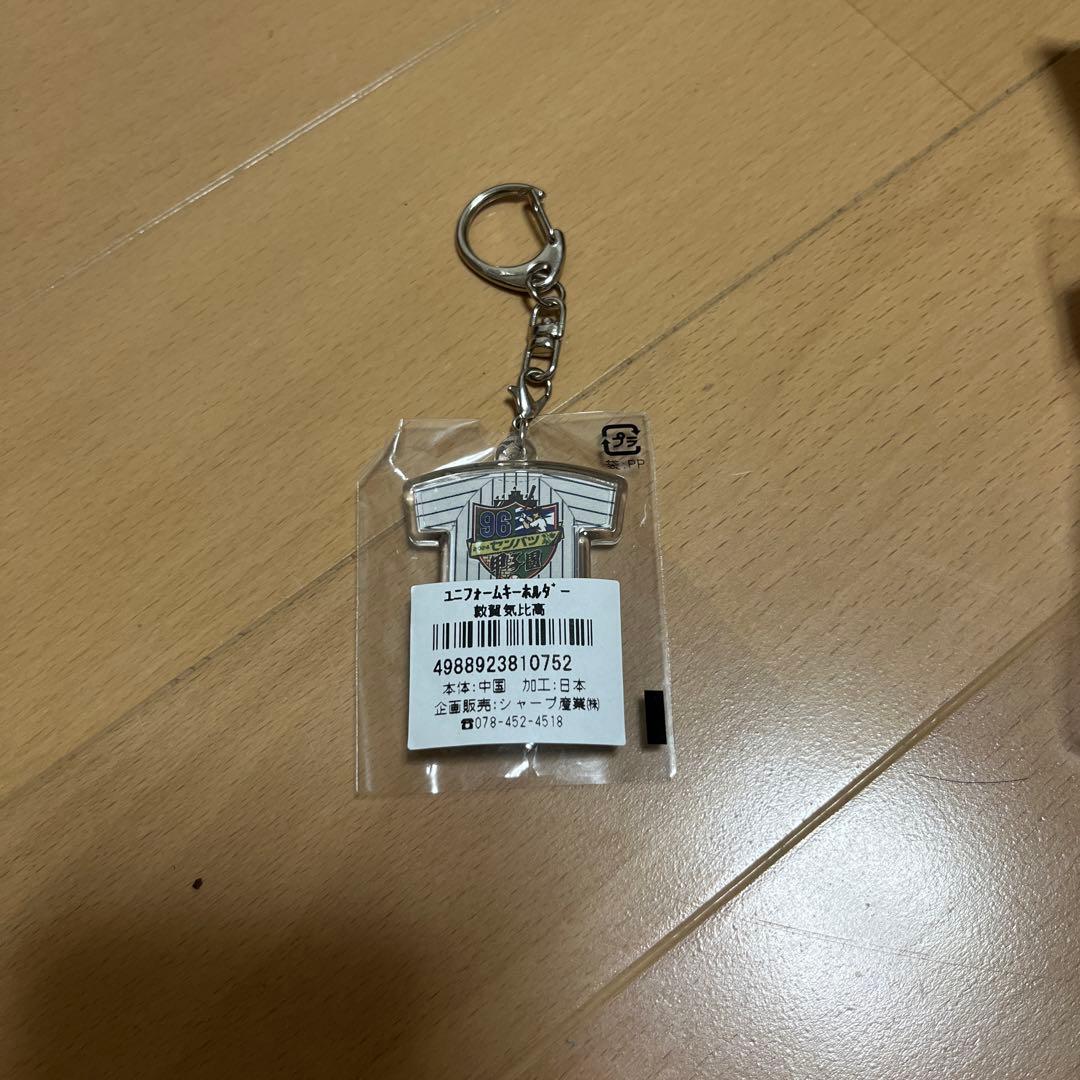 プラ
袋:PP
96
センバツ
甲子園
ユニフォームキーホルダー
敦賀気比高
4988923810752
本体:中国 加工:日本
企画販売:シャープ産業㈱
☎078-452-4518